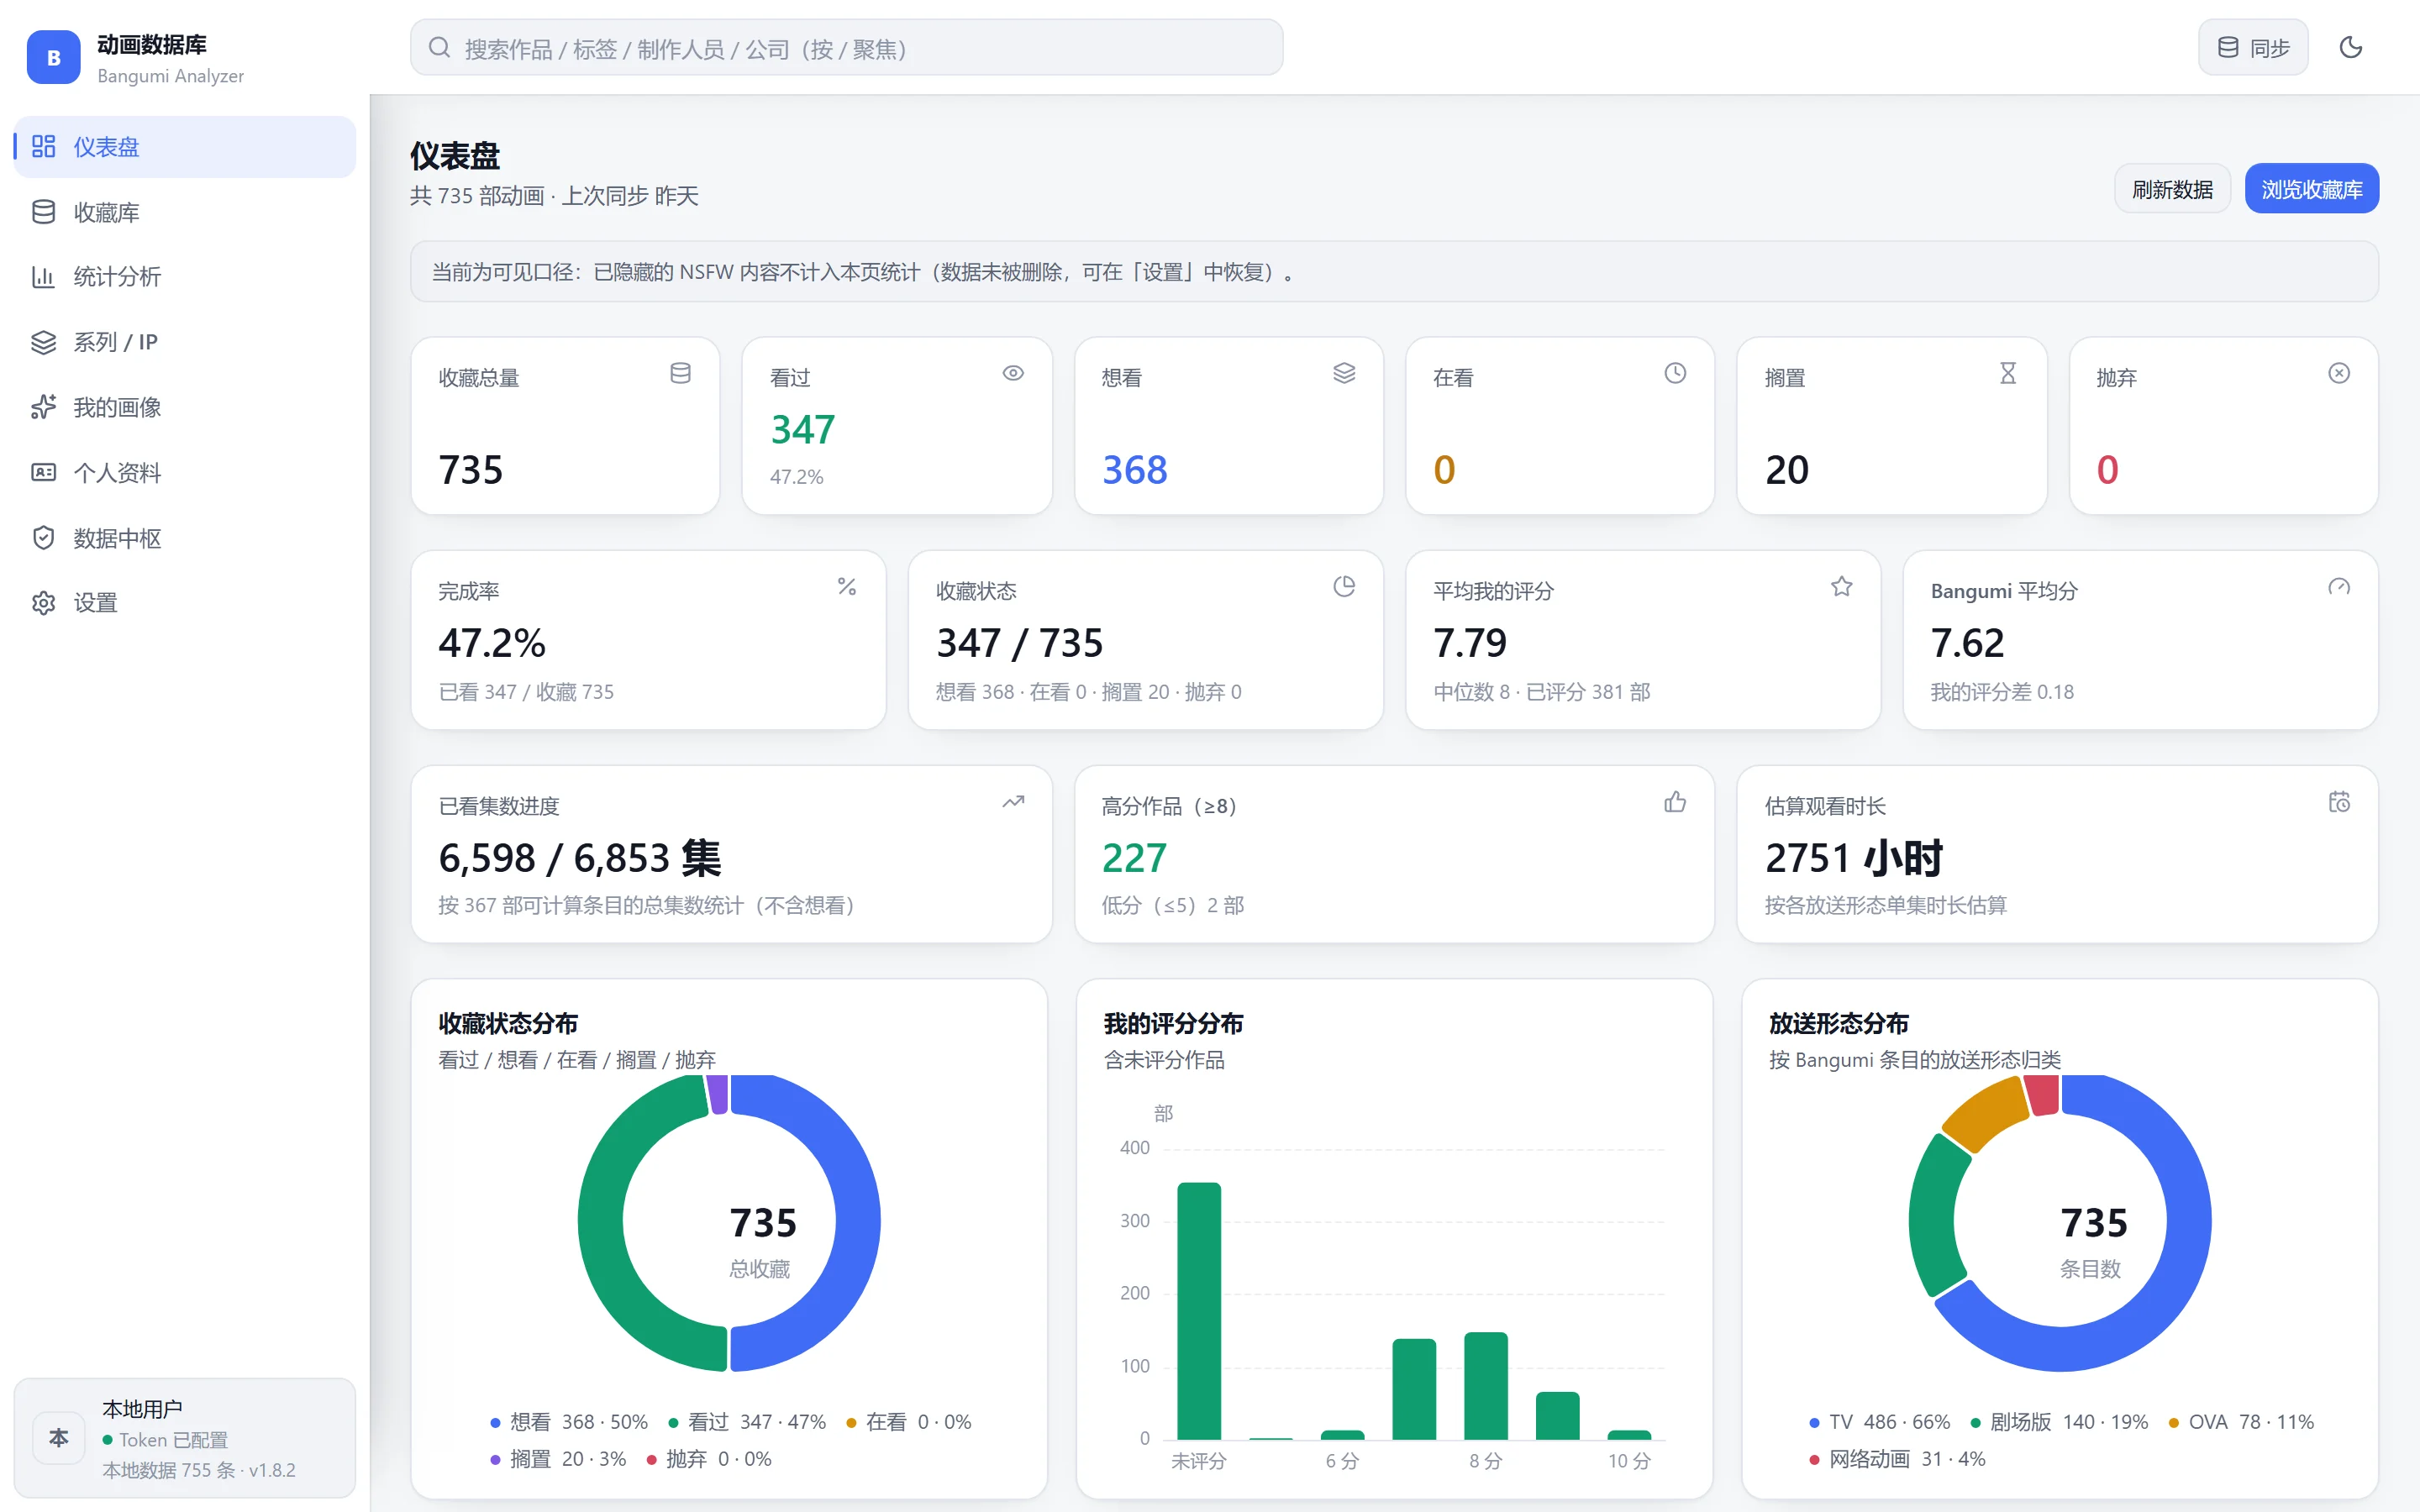 B
动画数据库
Bangumi Analyzer
搜索作品 / 标签 / 制作人员 / 公司（按 / 聚焦）
同步
仪表盘
收藏库
统计分析
系列 / IP
我的画像
个人资料
数据中枢
设置
本
本地用户
Token 已配置
本地数据 755 条 · v1.8.2
仪表盘
共 735 部动画 · 上次同步 昨天
刷新数据
浏览收藏库
当前为可见口径：已隐藏的 NSFW 内容不计入本页统计（数据未被删除，可在「设置」中恢复）。
收藏总量
735
看过
347
47.2%
想看
368
在看
0
搁置
20
抛弃
0
完成率
47.2%
已看 347 / 收藏 735
收藏状态
347 / 735
想看 368 · 在看 0 · 搁置 20 · 抛弃 0
平均我的评分
7.79
中位数 8 · 已评分 381 部
Bangumi 平均分
7.62
我的评分差 0.18
已看集数进度
6,598 / 6,853 集
按 367 部可计算条目的总集数统计（不含想看）
高分作品（≥8）
227
低分（≤5）2 部
估算观看时长
2751 小时
按各放送形态单集时长估算
收藏状态分布
看过 / 想看 / 在看 / 搁置 / 抛弃
735
总收藏
想看 368 · 50% 看过 347 · 47% 在看 0 · 0%
搁置 20 · 3% 抛弃 0 · 0%
我的评分分布
含未评分作品
部
400
300
200
100
0
未评分 6 分 8 分 10 分
放送形态分布
按 Bangumi 条目的放送形态归类
735
条目数
TV 486 · 66% 剧场版 140 · 19% OVA 78 · 11%
网络动画 31 · 4%